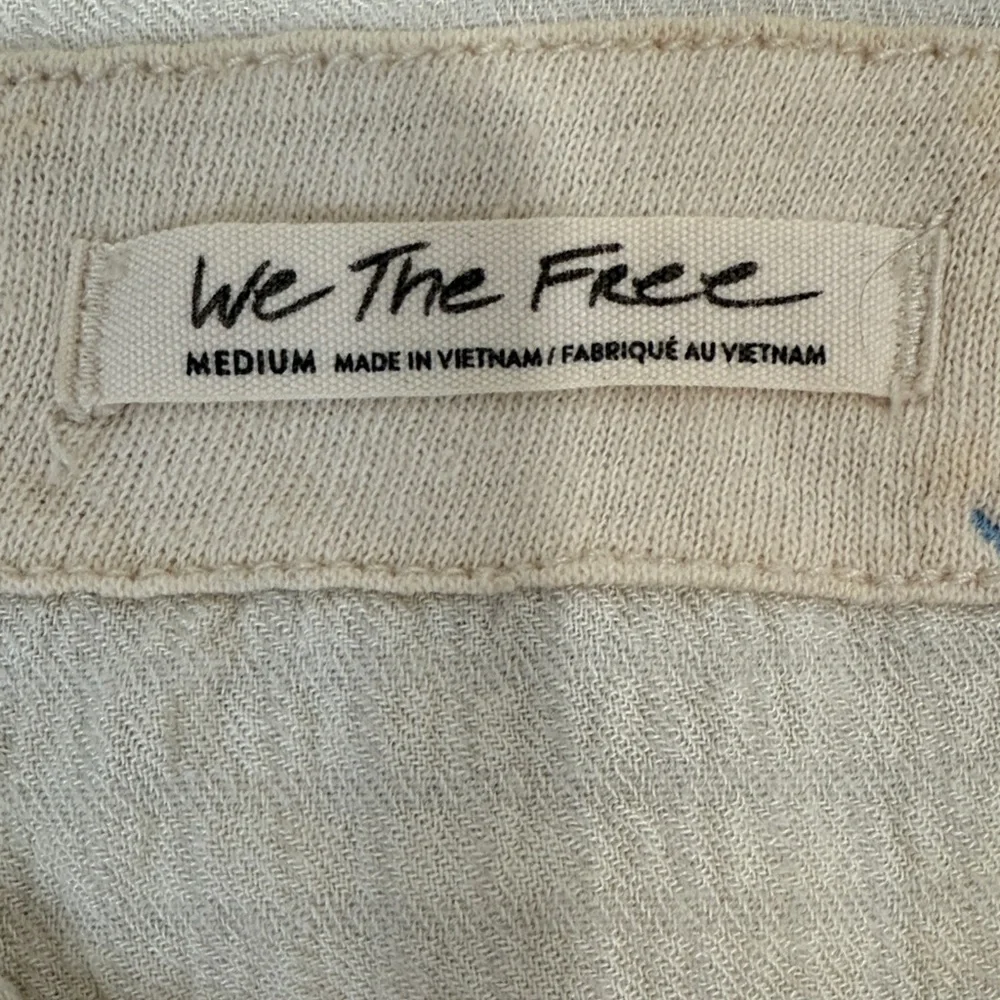 We The Free
MEDIUM MADE IN VIETNAM / FABRIQUÉ AU VIETNAM